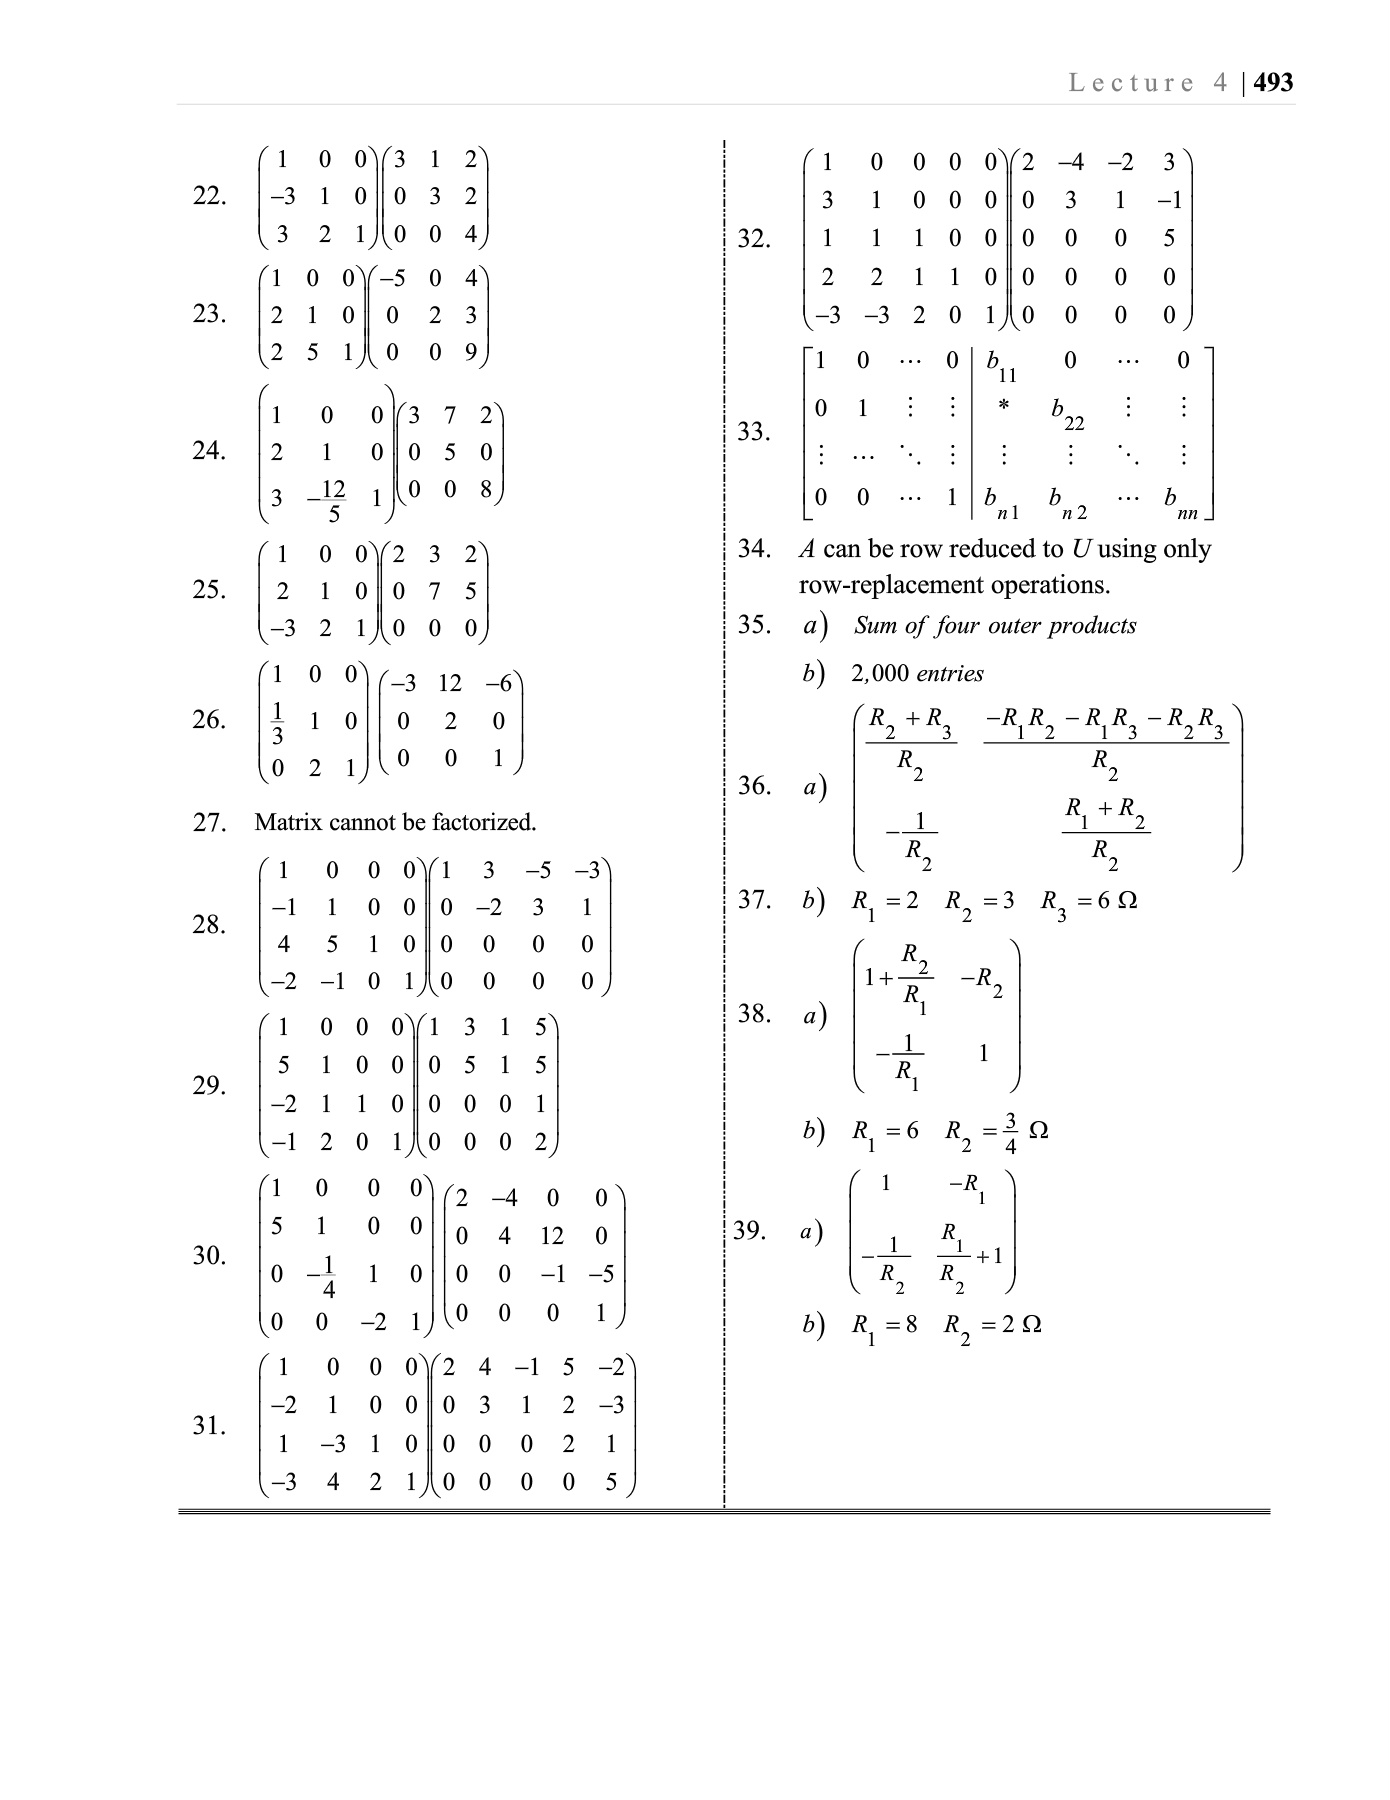 Lecture 4 | 493
22. \begin{pmatrix} 1 & 0 & 0 \\ -3 & 1 & 0 \\ 3 & 2 & 1 \end{pmatrix} \begin{pmatrix} 3 & 1 & 2 \\ 0 & 3 & 2 \\ 0 & 0 & 4 \end{pmatrix}
23. \begin{pmatrix} 1 & 0 & 0 \\ 2 & 1 & 0 \\ 2 & 5 & 1 \end{pmatrix} \begin{pmatrix} -5 & 0 & 4 \\ 0 & 2 & 3 \\ 0 & 0 & 9 \end{pmatrix}
24. \begin{pmatrix} 1 & 0 & 0 \\ 2 & 1 & 0 \\ 3 & -\frac{12}{5} & 1 \end{pmatrix} \begin{pmatrix} 3 & 7 & 2 \\ 0 & 5 & 0 \\ 0 & 0 & 8 \end{pmatrix}
25. \begin{pmatrix} 1 & 0 & 0 \\ 2 & 1 & 0 \\ -3 & 2 & 1 \end{pmatrix} \begin{pmatrix} 2 & 3 & 2 \\ 0 & 7 & 5 \\ 0 & 0 & 0 \end{pmatrix}
26. \begin{pmatrix} 1 & 0 & 0 \\ \frac{1}{3} & 1 & 0 \\ 0 & 2 & 1 \end{pmatrix} \begin{pmatrix} -3 & 12 & -6 \\ 0 & 2 & 0 \\ 0 & 0 & 1 \end{pmatrix}
27. Matrix cannot be factorized.
28. \begin{pmatrix} 1 & 0 & 0 & 0 \\ -1 & 1 & 0 & 0 \\ 4 & 5 & 1 & 0 \\ -2 & -1 & 0 & 1 \end{pmatrix} \begin{pmatrix} 1 & 3 & -5 & -3 \\ 0 & -2 & 3 & 1 \\ 0 & 0 & 0 & 0 \\ 0 & 0 & 0 & 0 \end{pmatrix}
29. \begin{pmatrix} 1 & 0 & 0 & 0 \\ 5 & 1 & 0 & 0 \\ -2 & 1 & 1 & 0 \\ -1 & 2 & 0 & 1 \end{pmatrix} \begin{pmatrix} 1 & 3 & 1 & 5 \\ 0 & 5 & 1 & 5 \\ 0 & 0 & 0 & 1 \\ 0 & 0 & 0 & 2 \end{pmatrix}
30. \begin{pmatrix} 1 & 0 & 0 & 0 \\ 5 & 1 & 0 & 0 \\ 0 & -\frac{1}{4} & 1 & 0 \\ 0 & 0 & -2 & 1 \end{pmatrix} \begin{pmatrix} 2 & -4 & 0 & 0 \\ 0 & 4 & 12 & 0 \\ 0 & 0 & -1 & -5 \\ 0 & 0 & 0 & 1 \end{pmatrix}
31. \begin{pmatrix} 1 & 0 & 0 & 0 \\ -2 & 1 & 0 & 0 \\ 1 & -3 & 1 & 0 \\ -3 & 4 & 2 & 1 \end{pmatrix} \begin{pmatrix} 2 & 4 & -1 & 5 & -2 \\ 0 & 3 & 1 & 2 & -3 \\ 0 & 0 & 0 & 2 & 1 \\ 0 & 0 & 0 & 0 & 5 \end{pmatrix}
32. \begin{pmatrix} 1 & 0 & 0 & 0 & 0 \\ 3 & 1 & 0 & 0 & 0 \\ 1 & 1 & 1 & 0 & 0 \\ 2 & 2 & 1 & 1 & 0 \\ -3 & -3 & 2 & 0 & 1 \end{pmatrix} \begin{pmatrix} 2 & -4 & -2 & 3 \\ 0 & 3 & 1 & -1 \\ 0 & 0 & 0 & 5 \\ 0 & 0 & 0 & 0 \\ 0 & 0 & 0 & 0 \end{pmatrix}
33. \left[\begin{array}{cccc|cccc} 1 & 0 & \cdots & 0 & b_{11} & 0 & \cdots & 0 \\ 0 & 1 & \vdots & \vdots & * & b_{22} & \vdots & \vdots \\ \vdots & \cdots & \ddots & \vdots & \vdots & \vdots & \ddots & \vdots \\ 0 & 0 & \cdots & 1 & b_{n1} & b_{n2} & \cdots & b_{nn} \end{array}\right]
34. A can be row reduced to U using only
row-replacement operations.
35. a) Sum of four outer products
b) 2,000 entries
36. a) \begin{pmatrix} \frac{R_2 + R_3}{R_2} & \frac{-R_1 R_2 - R_1 R_3 - R_2 R_3}{R_2} \\ -\frac{1}{R_2} & \frac{R_1 + R_2}{R_2} \end{pmatrix}
37. b) R_1 = 2 R_2 = 3 R_3 = 6 Ω
38. a) \begin{pmatrix} 1 + \frac{R_2}{R_1} & -R_2 \\ -\frac{1}{R_1} & 1 \end{pmatrix}
b) R_1 = 6 R_2 = \frac{3}{4} Ω
39. a) \begin{pmatrix} 1 & -R_1 \\ -\frac{1}{R_2} & \frac{R_1}{R_2} + 1 \end{pmatrix}
b) R_1 = 8 R_2 = 2 Ω